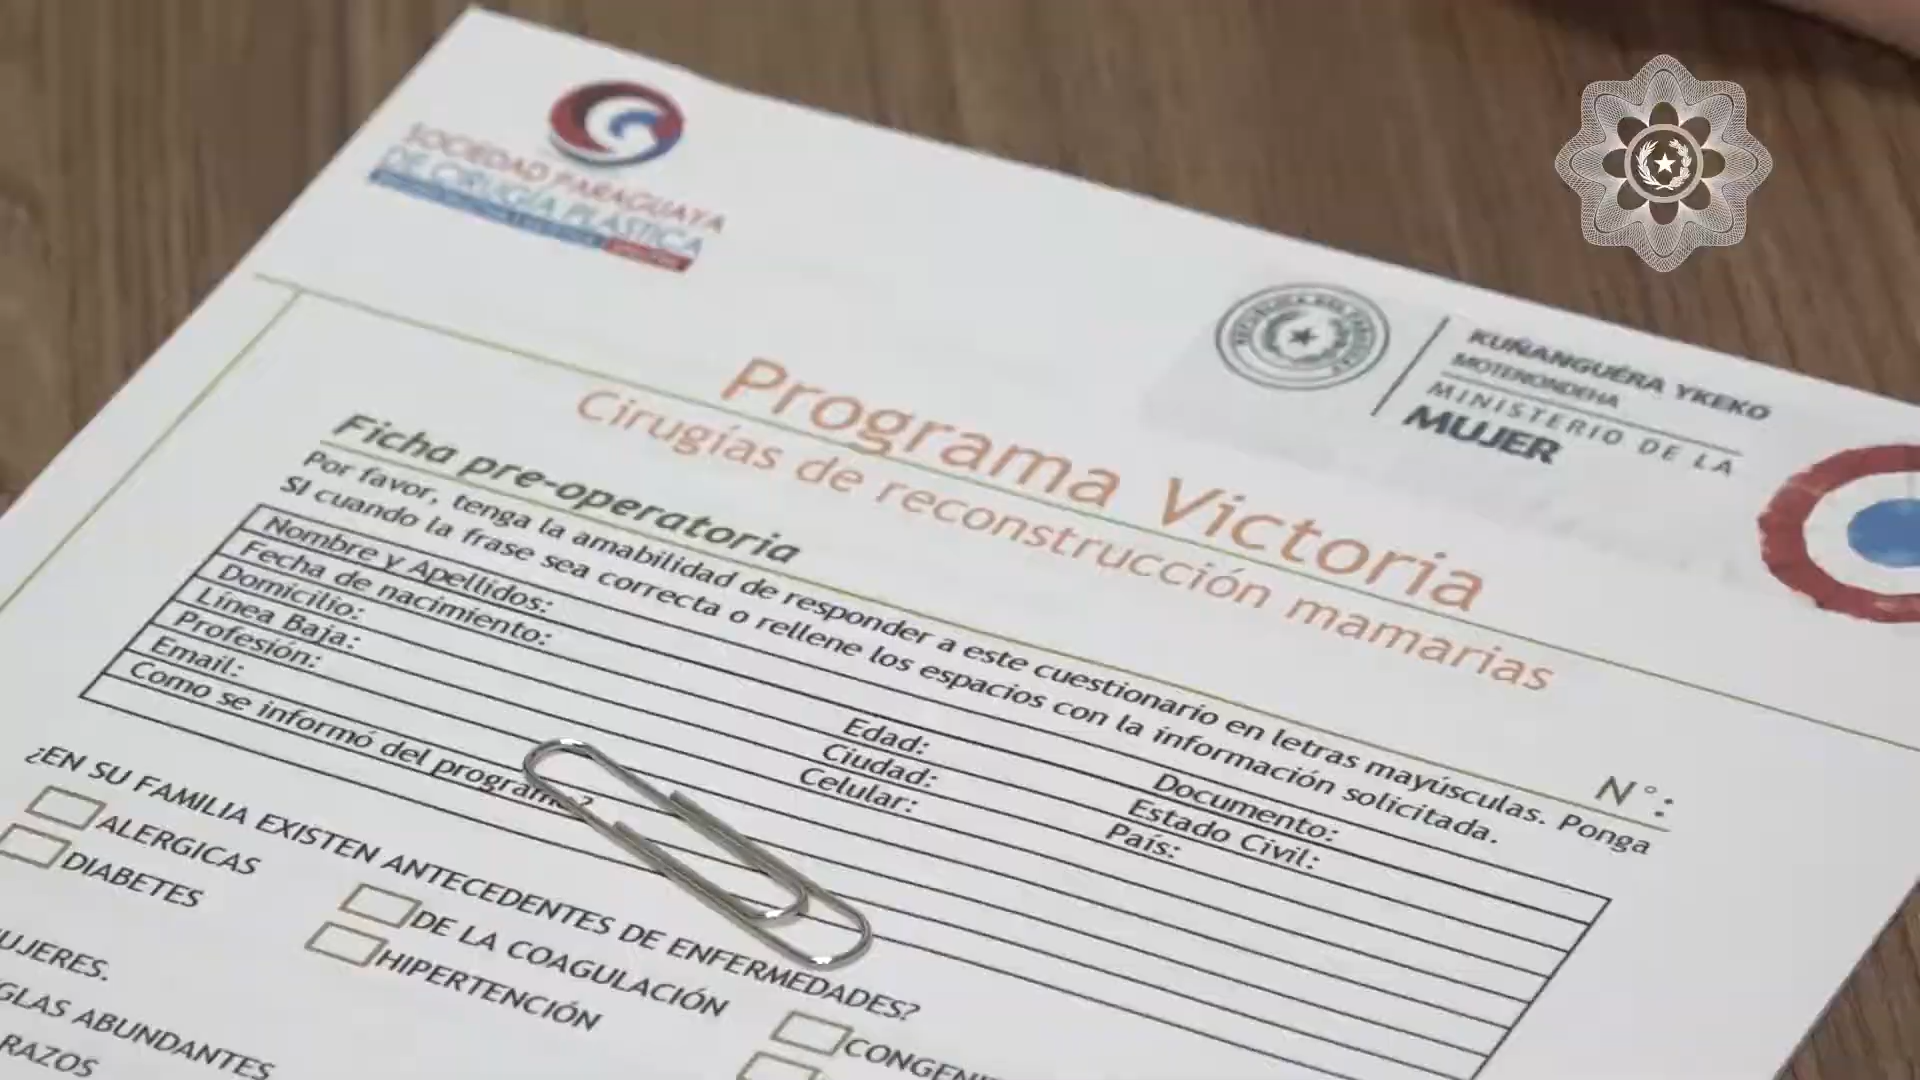 SOCIEDAD PARAGUAYA
DE CIRUGÍA PLÁSTICA
KUÑANGUÉRA YKEKO
MOTENONDEHA
MINISTERIO DE LA
MUJER
Programa Victoria
Cirugías de reconstrucción mamarias
Ficha pre-operatoria
N°:
Por favor, tenga la amabilidad de responder a este cuestionario en letras mayúsculas. Ponga
SI cuando la frase sea correcta o rellene los espacios con la información solicitada.
Nombre y Apellidos:
Fecha de nacimiento: Edad: Documento:
Domicilio: Ciudad: Estado Civil:
Línea Baja: Celular: País:
Profesión:
Email:
Como se informó del programa?
¿EN SU FAMILIA EXISTEN ANTECEDENTES DE ENFERMEDADES?
ALERGICAS DE LA COAGULACIÓN CONGENI
DIABETES HIPERTENCIÓN
UJERES.
GLAS ABUNDANTES
RAZOS